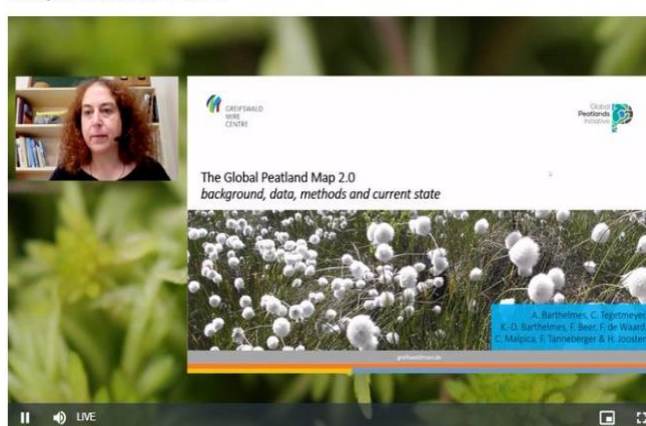 GREIFSWALD
MIRE
CENTRE
Global
Peatlands
Initiative
The Global Peatland Map 2.0
background, data, methods and current state
A. Barthelmes, C. Tegetmeyer
K.-D. Barthelmes, F. Beer, F. de Waard
C. Malpica, F. Tanneberger & H. Joosten
greifswaldmoor.de
LIVE